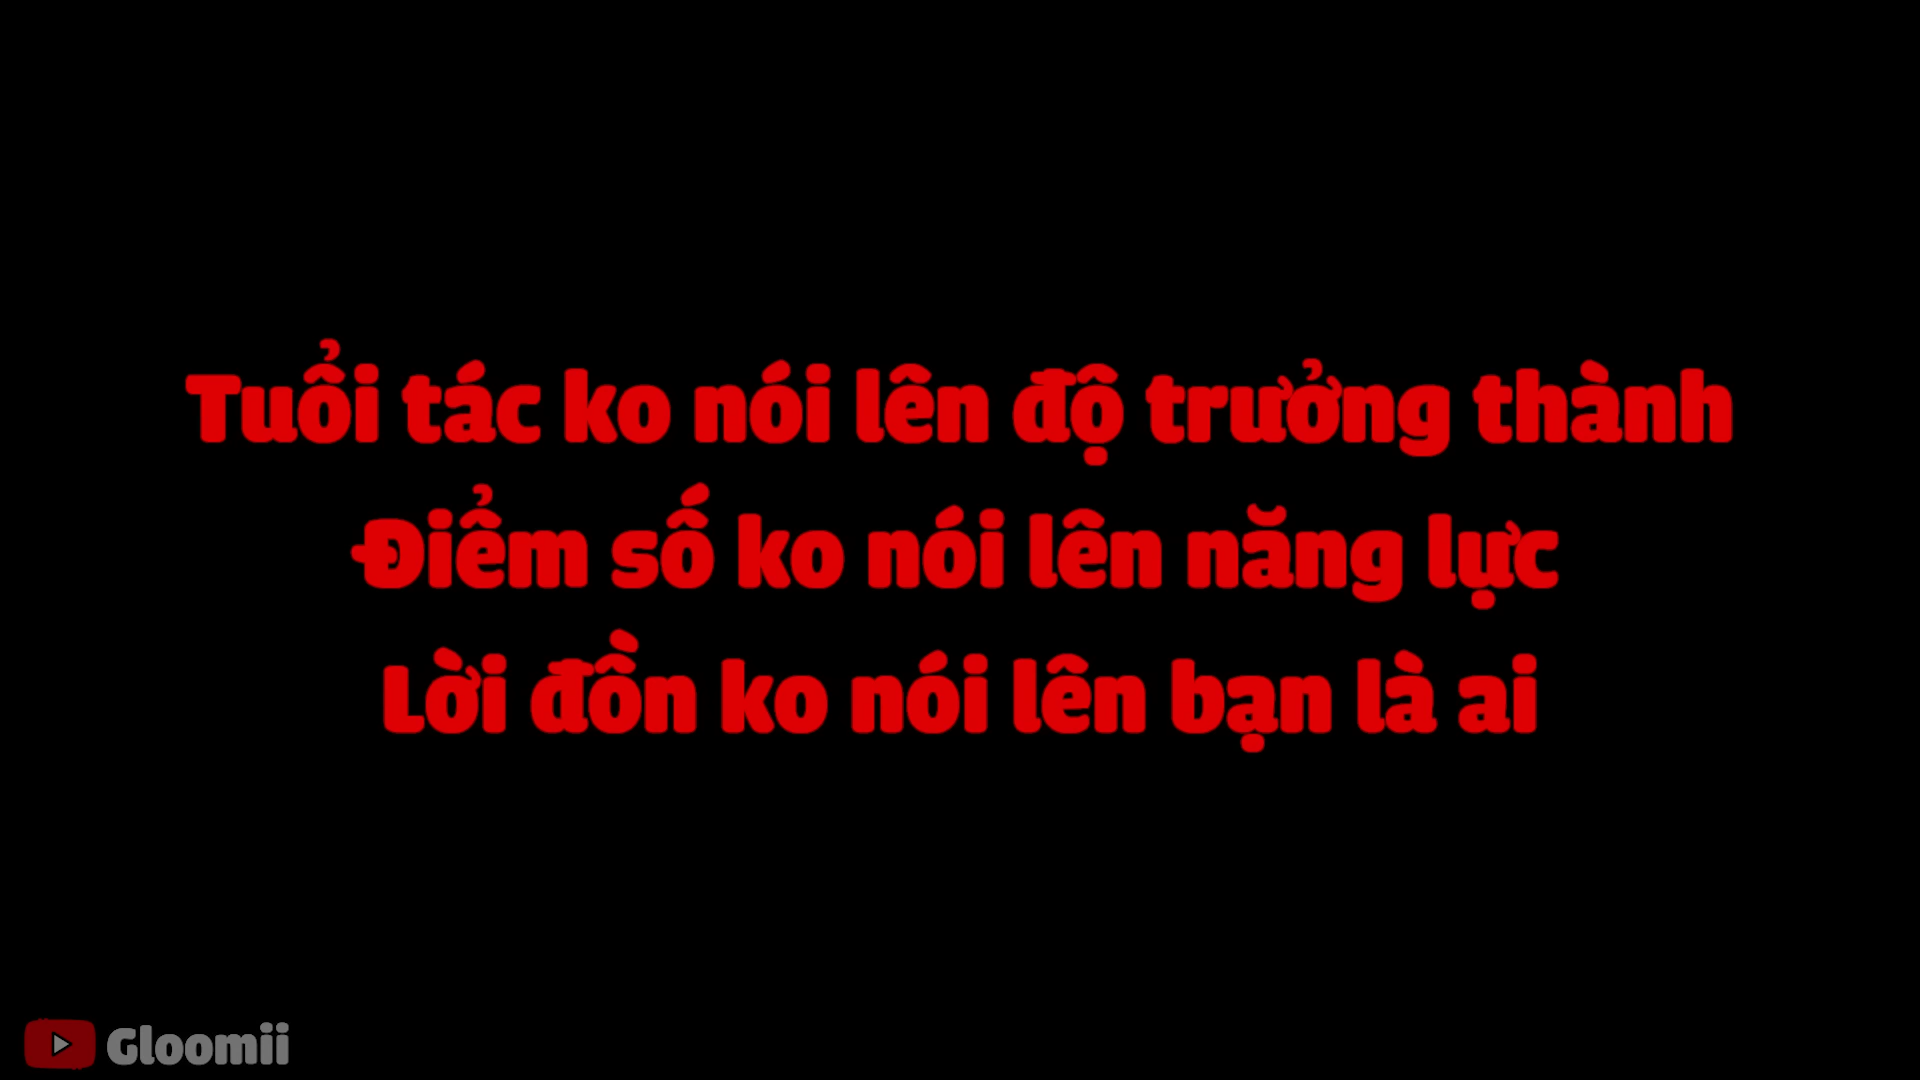 Tuổi tác ko nói lên độ trưởng thành
Điểm số ko nói lên năng lực
Lời đồn ko nói lên bạn là ai
Gloomii